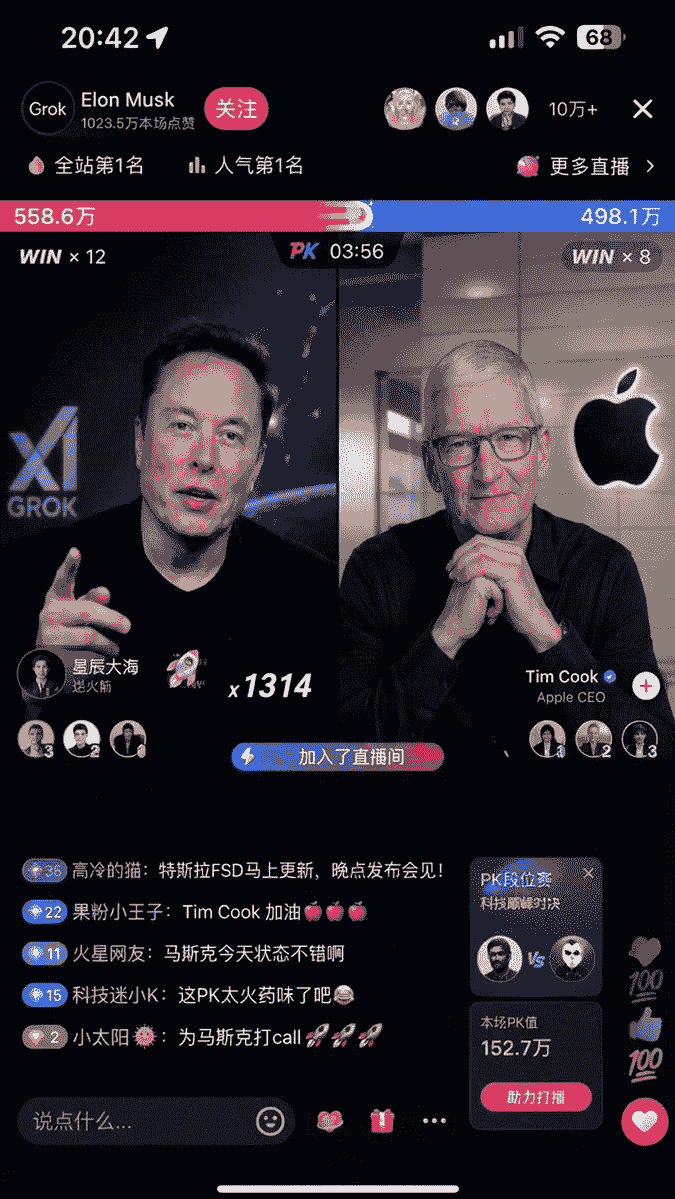 20:42
68
Grok
Elon Musk
1023.5万本场点赞
关注
10万+
全站第1名
人气第1名
更多直播
558.6万
498.1万
WIN × 12
PK 03:56
WIN × 8
GROK
星辰大海
送火箭
x1314
Tim Cook
Apple CEO
3
2
2
3
加入了直播间
36 高冷的猫：特斯拉FSD马上更新，晚点发布会见！
22 果粉小王子：Tim Cook 加油🍎🍎🍎
11 火星网友：马斯克今天状态不错啊
15 科技迷小K：这PK太火药味了吧😂
2 小太阳🌞：为马斯克打call🚀🚀🚀
PK段位赛
科技巅峰对决
VS
本场PK值
152.7万
助力打播
100
100
说点什么...